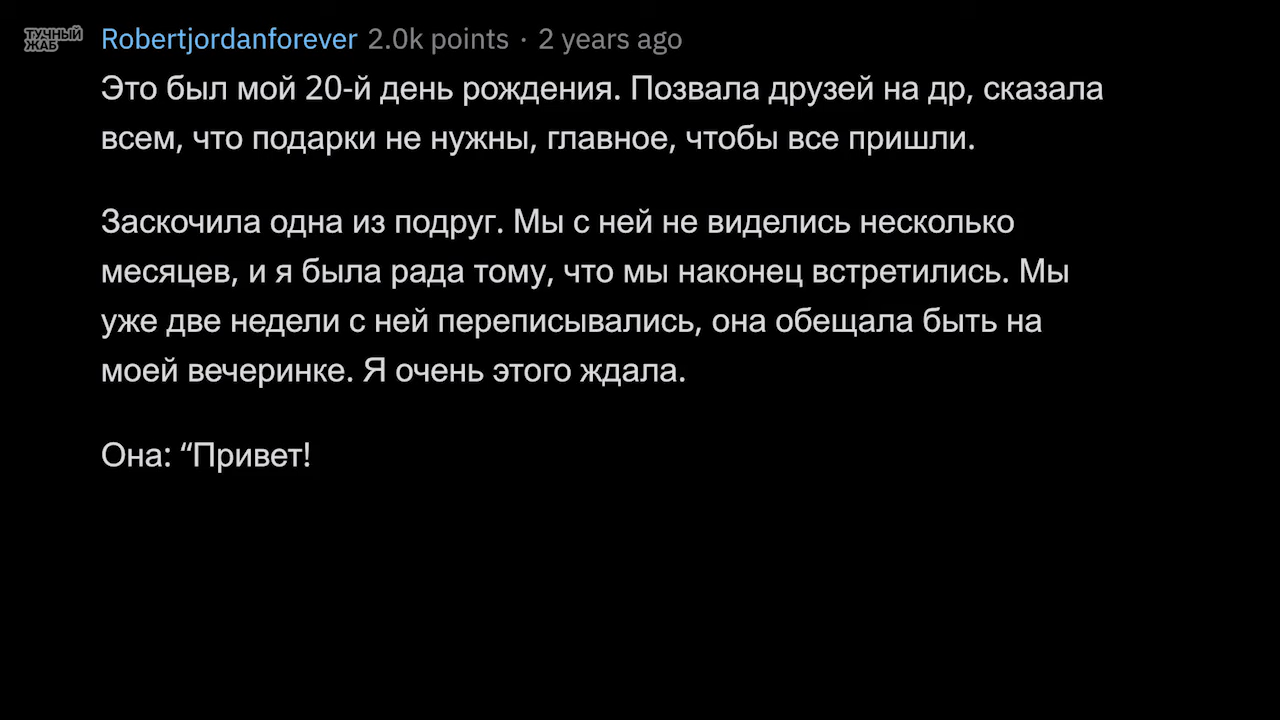 ТУЧНЫЙ
ЖАБ
Robertjordanforever 2.0k points · 2 years ago
Это был мой 20-й день рождения. Позвала друзей на др, сказала
всем, что подарки не нужны, главное, чтобы все пришли.
Заскочила одна из подруг. Мы с ней не виделись несколько
месяцев, и я была рада тому, что мы наконец встретились. Мы
уже две недели с ней переписывались, она обещала быть на
моей вечеринке. Я очень этого ждала.
Она: “Привет!